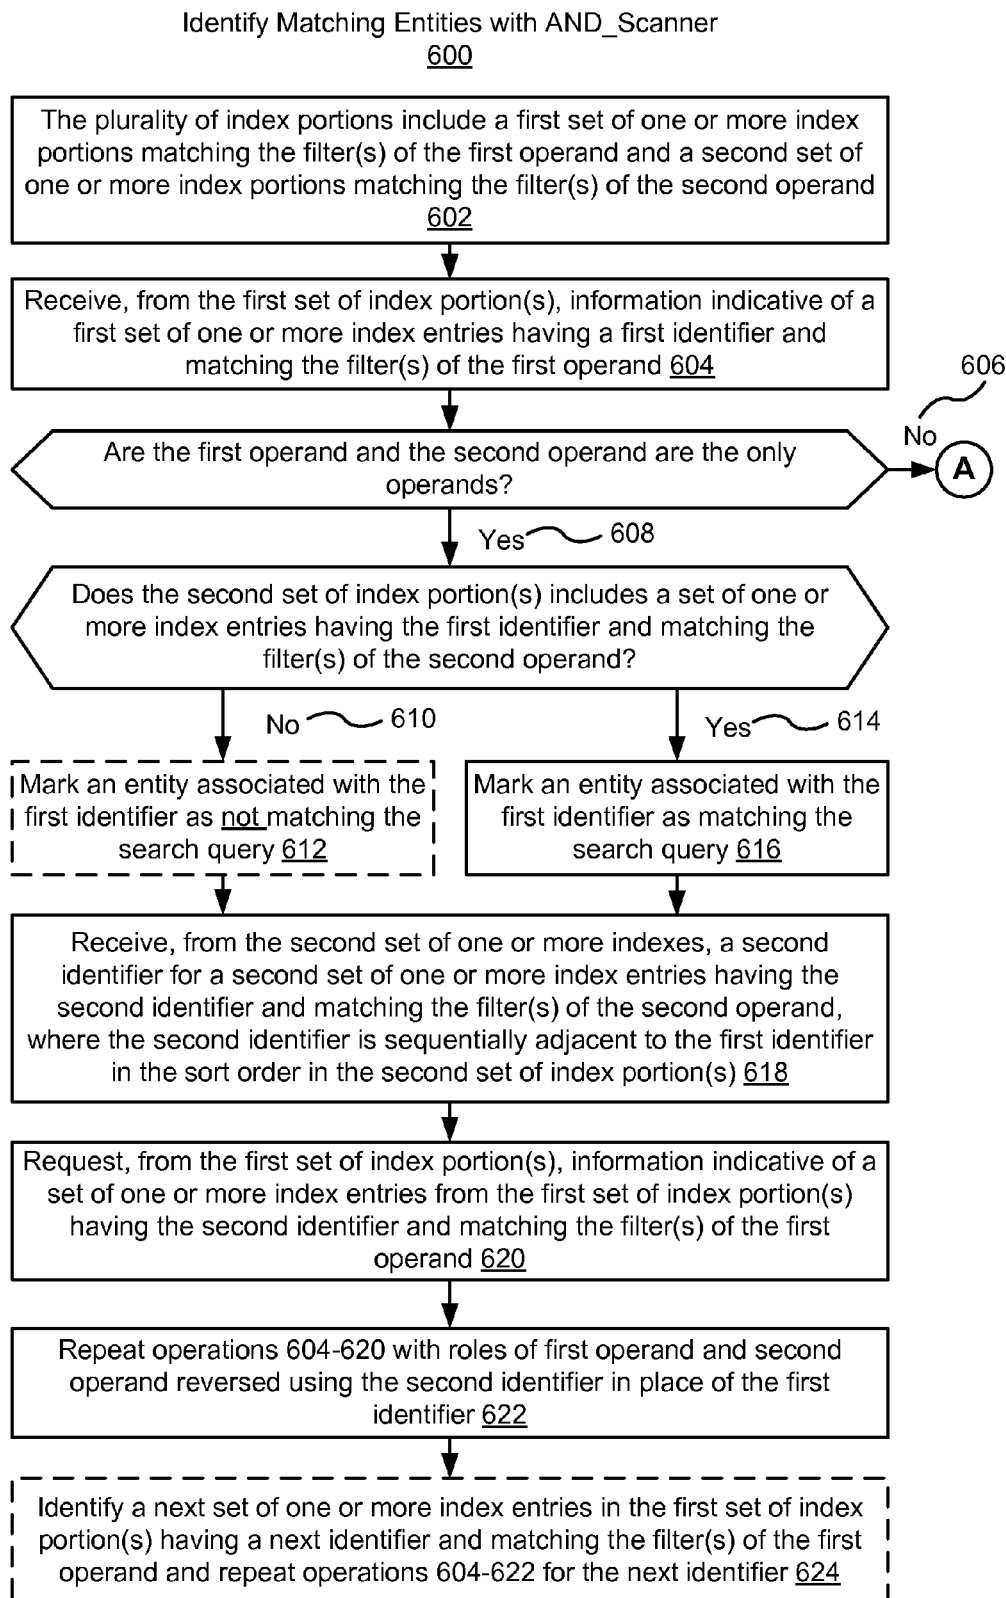 Identify Matching Entities with AND_Scanner
600
The plurality of index portions include a first set of one or more index
portions matching the filter(s) of the first operand and a second set of
one or more index portions matching the filter(s) of the second operand
602
Receive, from the first set of index portion(s), information indicative of a
first set of one or more index entries having a first identifier and
matching the filter(s) of the first operand 604
606
No
A
Are the first operand and the second operand are the only
operands?
Yes 608
Does the second set of index portion(s) includes a set of one or
more index entries having the first identifier and matching the
filter(s) of the second operand?
No 610
Yes 614
Mark an entity associated with the
first identifier as not matching the
search query 612
Mark an entity associated with the
first identifier as matching the
search query 616
Receive, from the second set of one or more indexes, a second
identifier for a second set of one or more index entries having the
second identifier and matching the filter(s) of the second operand,
where the second identifier is sequentially adjacent to the first identifier
in the sort order in the second set of index portion(s) 618
Request, from the first set of index portion(s), information indicative of a
set of one or more index entries from the first set of index portion(s)
having the second identifier and matching the filter(s) of the first
operand 620
Repeat operations 604-620 with roles of first operand and second
operand reversed using the second identifier in place of the first
identifier 622
Identify a next set of one or more index entries in the first set of index
portion(s) having a next identifier and matching the filter(s) of the first
operand and repeat operations 604-622 for the next identifier 624